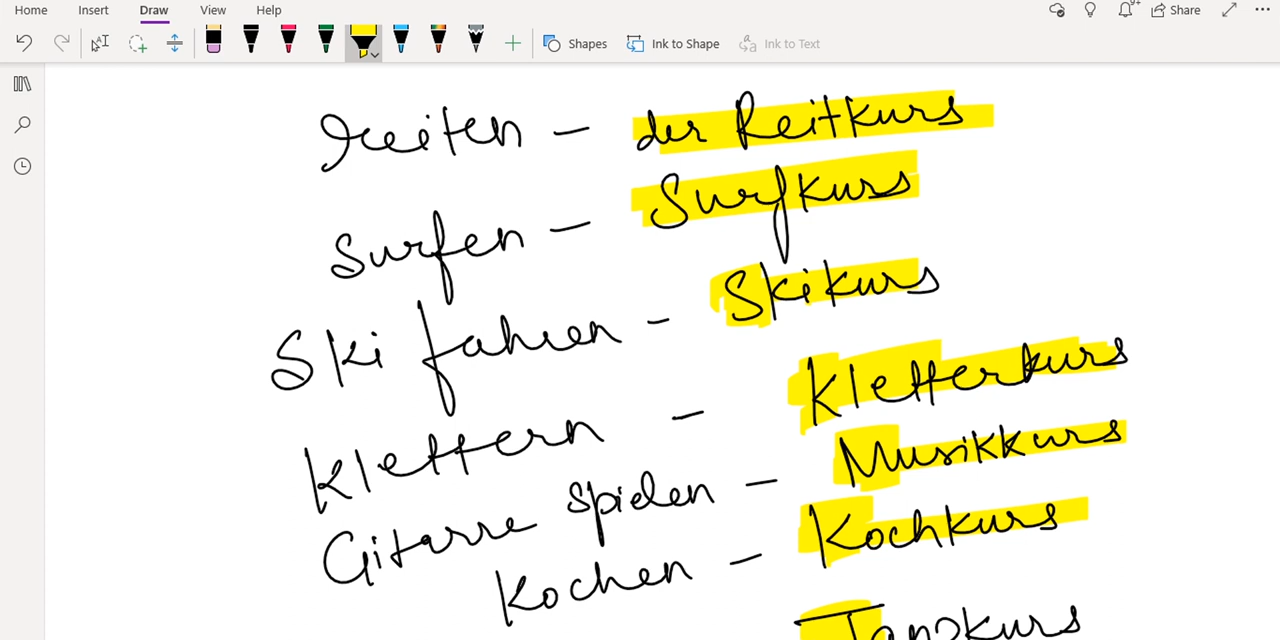 Home Insert Draw View Help Share
Shapes Ink to Shape Ink to Text
reiten - der Reitkurs
Surfen - Surfkurs
Ski fahren - Skikurs
Klettern - Kletterkurs
Gitarre spielen - Musikkurs
Kochen - Kochkurs
Tanzkurs